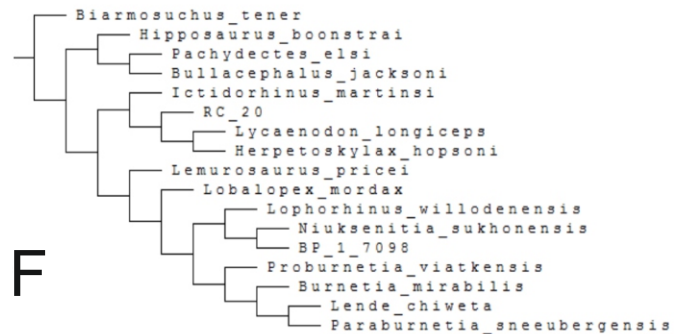 Biarmosuchus_tener
Hipposaurus_boonstrai
Pachydectes_elsi
Bullacephalus_jacksoni
Ictidorhinus_martinsi
RC_20
Lycaenodon_longiceps
Herpetoskylax_hopsoni
Lemurosaurus_pricei
Lobalopex_mordax
Lophorhinus_willodenensis
Niuksenitia_sukhonensis
BP_1_7098
Proburnetia_viatkensis
Burnetia_mirabilis
Lende_chiweta
Paraburnetia_sneeubergensis
F